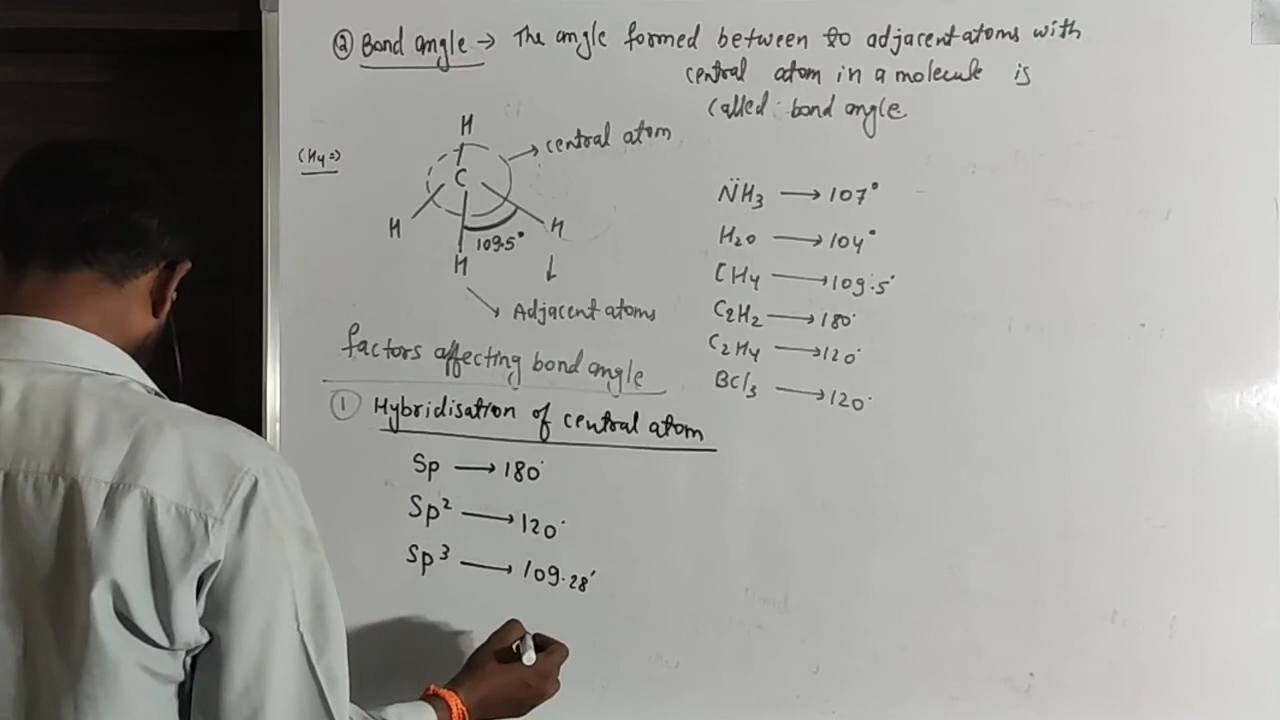 ② Bond angle → The angle formed between to adjacent atoms with
central atom in a molecule is
called: bond angle
CH4 ⇒
H
C
H
H
H
109.5°
→ central atom
Adjacent atoms
N̈H3 → 107°
H2O → 104°
CH4 → 109.5°
C2H2 → 180°
C2H4 → 120°
BCl3 → 120°
factors affecting bond angle
① Hybridisation of central atom
Sp → 180°
Sp² → 120°
Sp³ → 109.28'